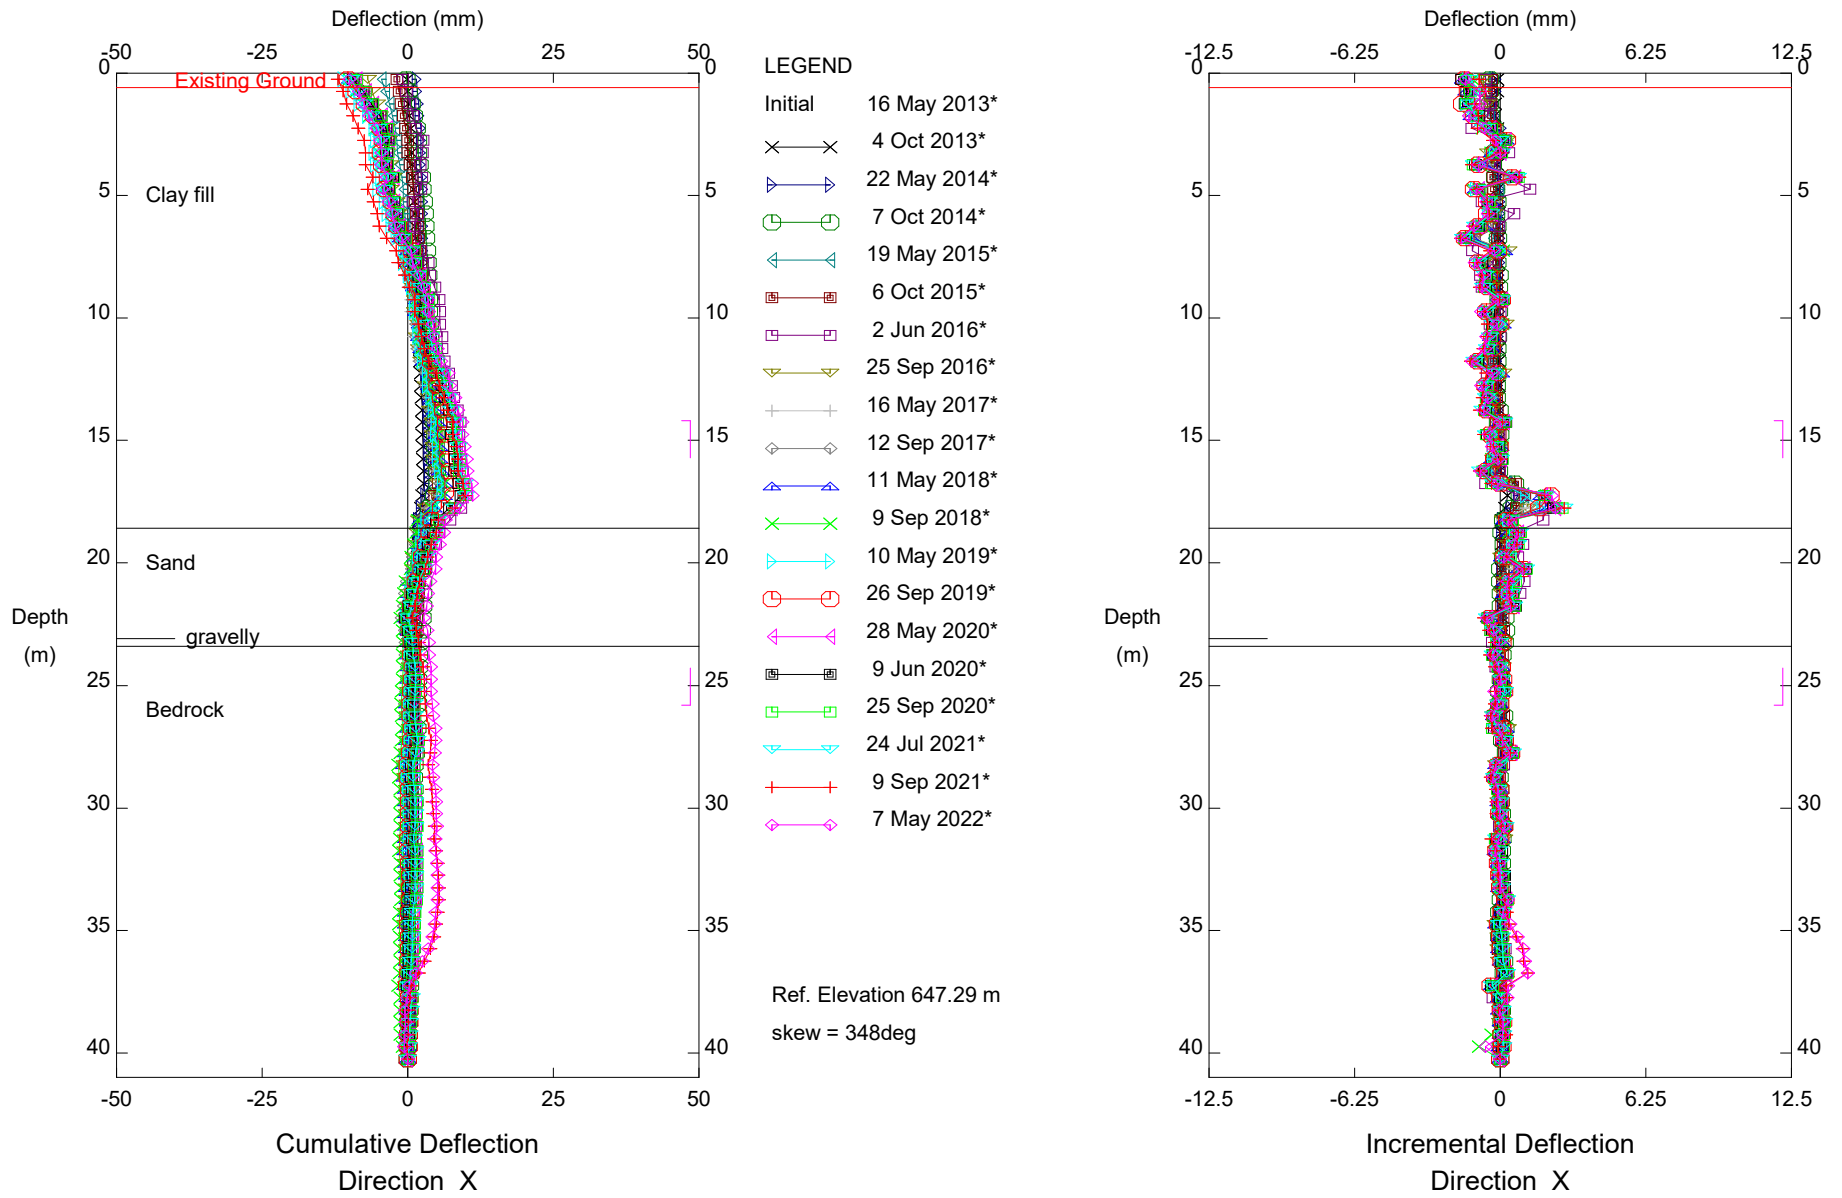 Deflection (mm)
-50 -25 0 25 50
0 0
Existing Ground
Clay fill
5 5
10 10
15 15
20 20
Sand
Depth
(m)
gravelly
25 25
Bedrock
30 30
35 35
40 40
-50 -25 0 25 50
Cumulative Deflection
Direction X
LEGEND
Initial 16 May 2013*
4 Oct 2013*
22 May 2014*
7 Oct 2014*
19 May 2015*
6 Oct 2015*
2 Jun 2016*
25 Sep 2016*
16 May 2017*
12 Sep 2017*
11 May 2018*
9 Sep 2018*
10 May 2019*
26 Sep 2019*
28 May 2020*
9 Jun 2020*
25 Sep 2020*
24 Jul 2021*
9 Sep 2021*
7 May 2022*
Ref. Elevation 647.29 m
skew = 348deg
Deflection (mm)
-12.5 -6.25 0 6.25 12.5
0 0
5 5
10 10
15 15
20 20
Depth
(m)
25 25
30 30
35 35
40 40
-12.5 -6.25 0 6.25 12.5
Incremental Deflection
Direction X